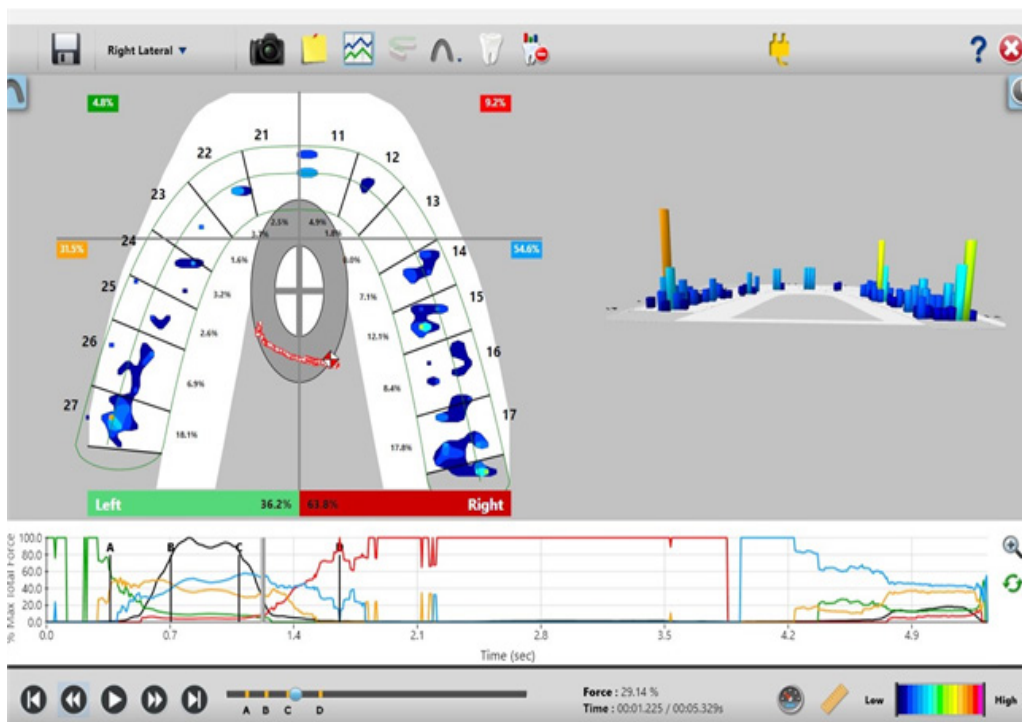 Right Lateral
?
4.8%
9.2%
21 11
22 12
23 13
2.5% 4.9%
1.8%
24 31.5% 54.6% 14
1.6% 0.0%
25 3.2% 7.1% 15
2.6% 12.1%
26 16
6.9% 8.4%
27 17
18.1% 17.8%
Left 36.2% 63.8% Right
% Max Total Force
100.0
80.0
60.0
40.0
20.0
0.0
A B C D
0.0 0.7 1.4 2.1 2.8 3.5 4.2 4.9
Time (sec)
A B C D
Force : 29.14 %
Time : 00:01.225 / 00:05.329s
Low High